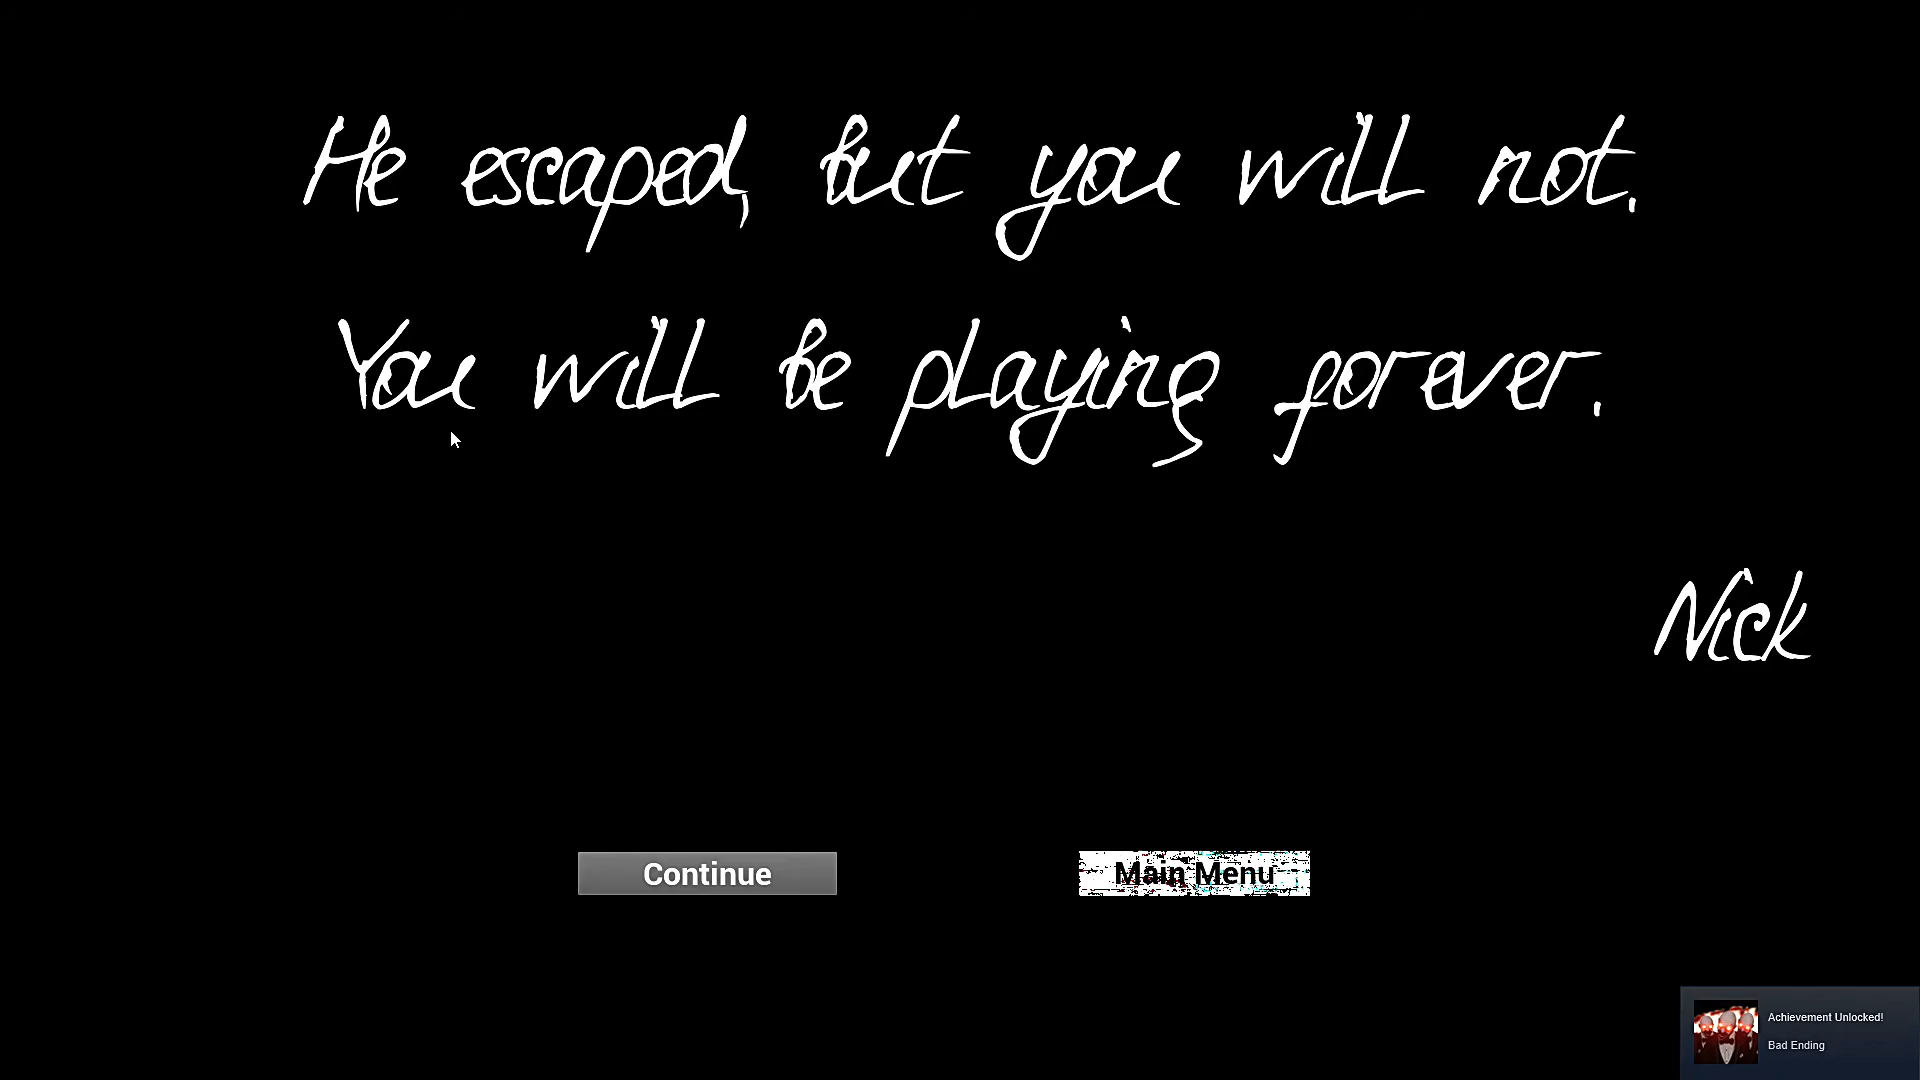 He escaped, but you will not.
You will be playing forever.
Nick
Continue
Main Menu
Achievement Unlocked!
Bad Ending